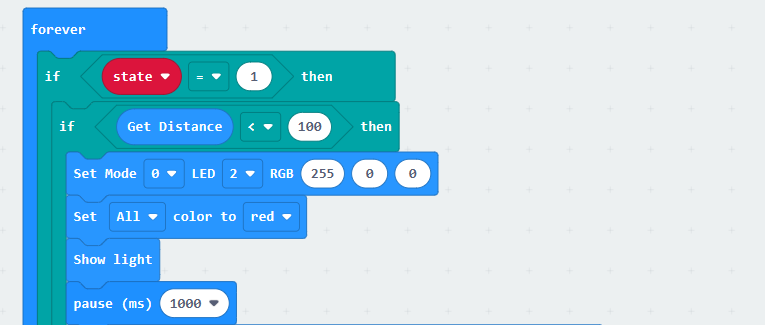 forever
if state = 1 then
if Get Distance < 100 then
Set Mode 0 LED 2 RGB 255 0 0
Set All color to red
Show light
pause (ms) 1000